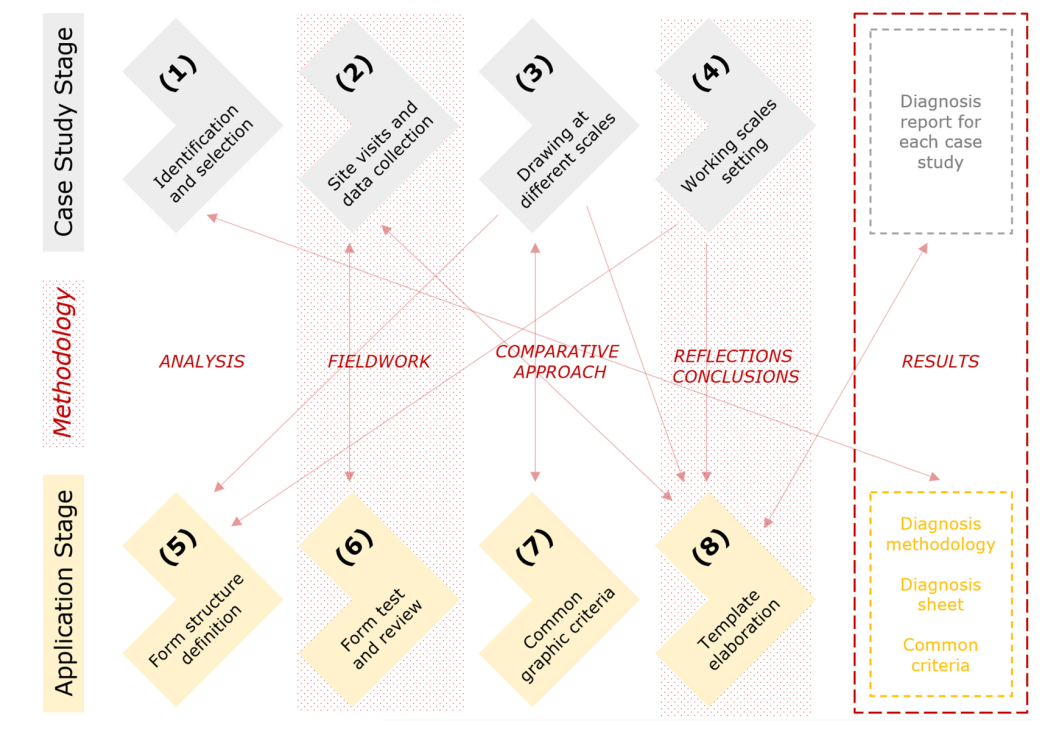 Case Study Stage
(1)
Identification
and selection
(2)
Site visits and
data collection
(3)
Drawing at
different scales
(4)
Working scales
setting
Diagnosis
report for
each case
study
Methodology
ANALYSIS
FIELDWORK
COMPARATIVE
APPROACH
REFLECTIONS
CONCLUSIONS
RESULTS
Application Stage
(5)
Form structure
definition
(6)
Form test
and review
(7)
Common
graphic criteria
(8)
Template
elaboration
Diagnosis
methodology
Diagnosis
sheet
Common
criteria